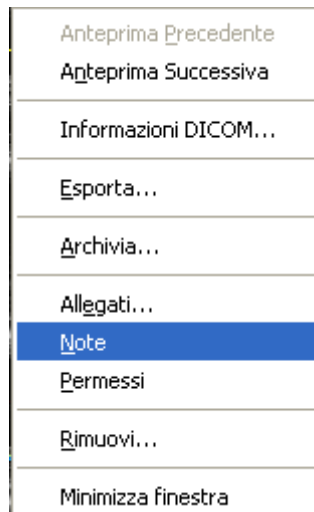 Anteprima Precedente
Anteprima Successiva
Informazioni DICOM...
Esporta...
Archivia...
Allegati...
Note
Permessi
Rimuovi...
Minimizza finestra